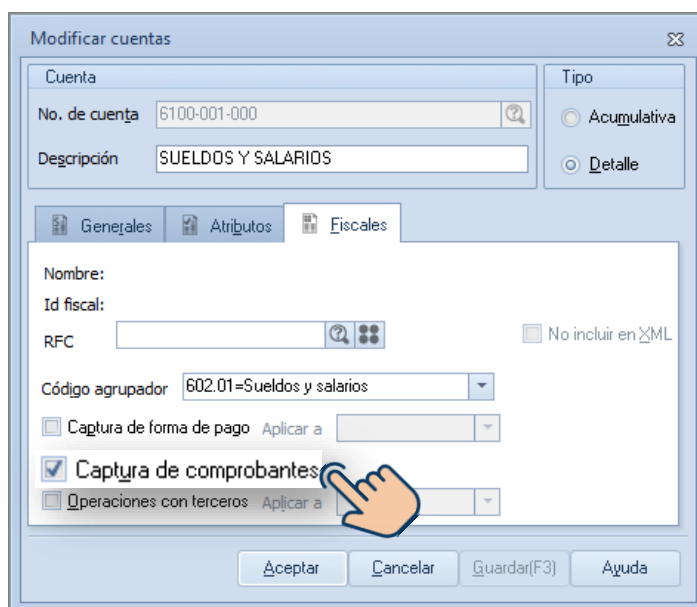 Modificar cuentas
Cuenta
Tipo
No. de cuenta 6100-001-000
Acumulativa
Descripción SUELDOS Y SALARIOS
Detalle
Generales Atributos Fiscales
Nombre:
Id fiscal:
RFC
No incluir en XML
Código agrupador 602.01=Sueldos y salarios
Captura de forma de pago Aplicar a
Captura de comprobantes
Operaciones con terceros Aplicar a
Aceptar Cancelar Guardar(F3) Ayuda